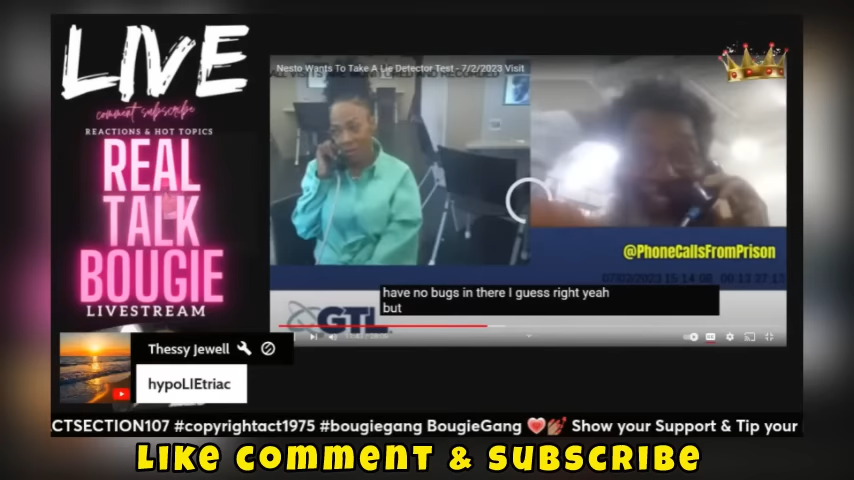 LIVE
comment subscribe
REACTIONS & HOT TOPICS
REAL
TALK
BOUGIE
LIVESTREAM
Nesto Wants To Take A Lie Detector Test - 7/2/2023 Visit
@PhoneCallsFromPrison
have no bugs in there I guess right yeah
but
GTL
Thessy Jewell
hypoLIEtriac
CTSECTION107 #copyrightact1975 #bougiegang BougieGang ❤️💅🏽 Show your Support & Tip your
LIKE COMMENT & SUBSCRIBE